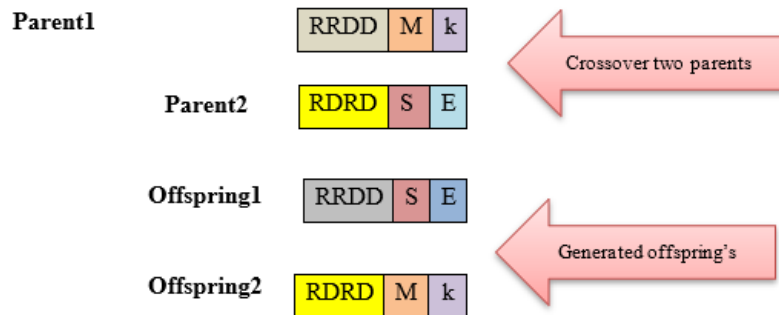 Parent1 RRDD M k
Crossover two parents
Parent2 RDRD S E
Offspring1 RRDD S E
Generated offspring's
Offspring2 RDRD M k